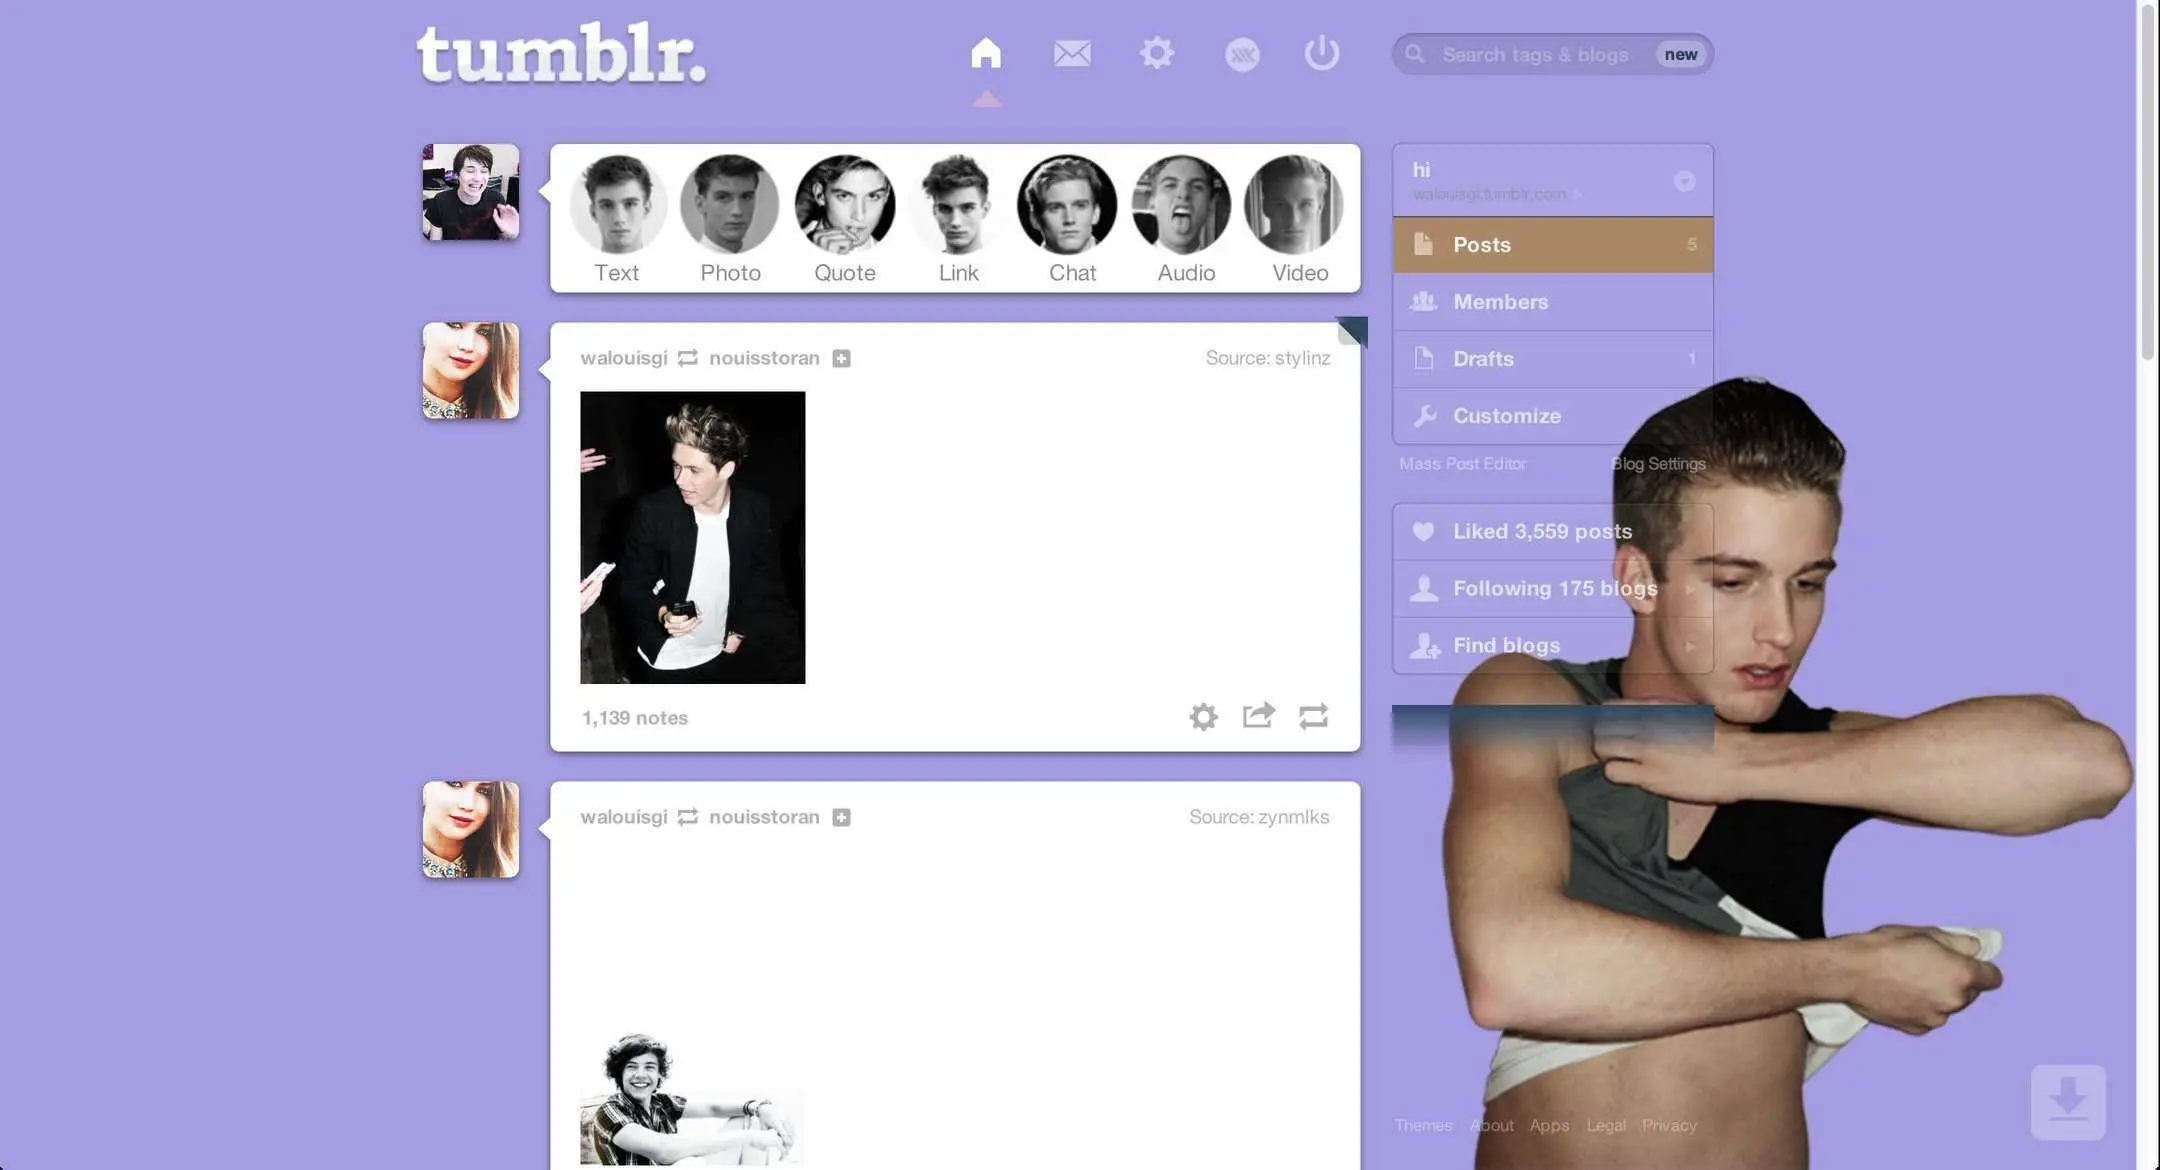 tumblr.
Search tags & blogs new
Text Photo Quote Link Chat Audio Video
hi
walouisgi.tumblr.com
Posts 5
Members
Drafts 1
Customize
Mass Post Editor Blog Settings
walouisgi nouisstoran Source: stylinz
1,139 notes
Liked 3,559 posts
Following 175 blogs
Find blogs
walouisgi nouisstoran Source: zynmlks
Themes About Apps Legal Privacy